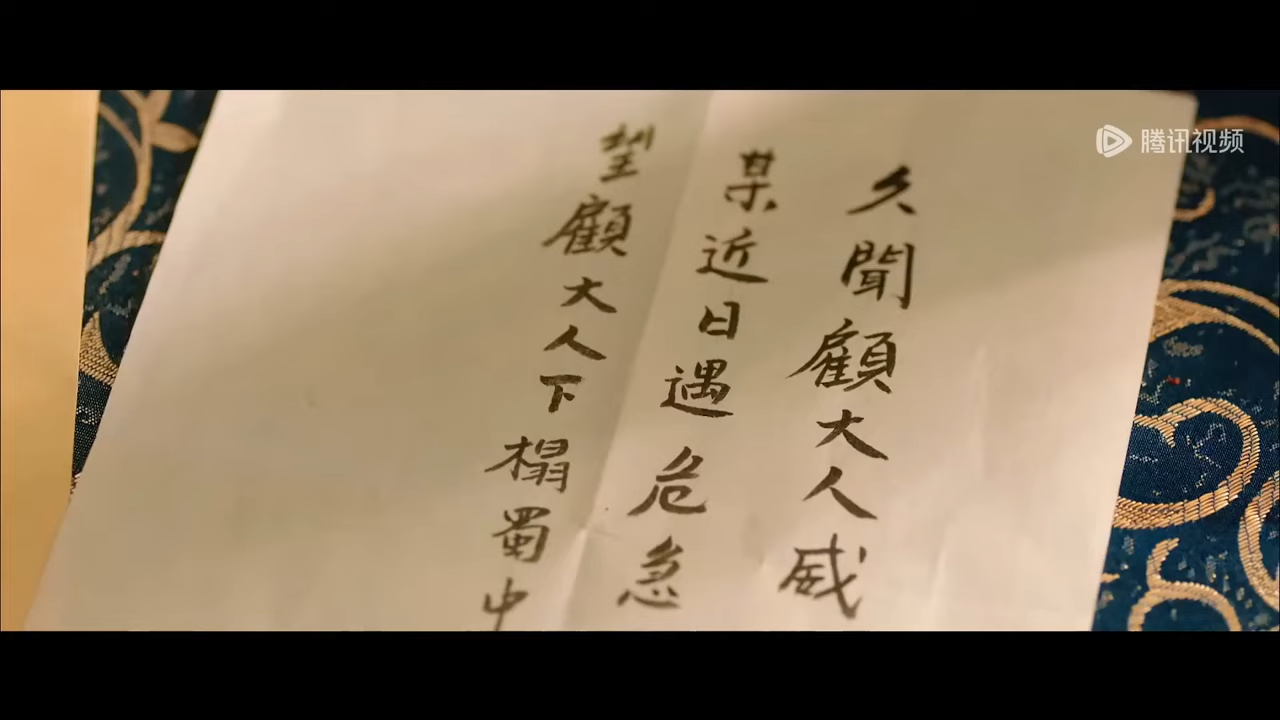 久聞顧大人威
某近日遇危急
望顧大人下榻蜀中
腾讯视频